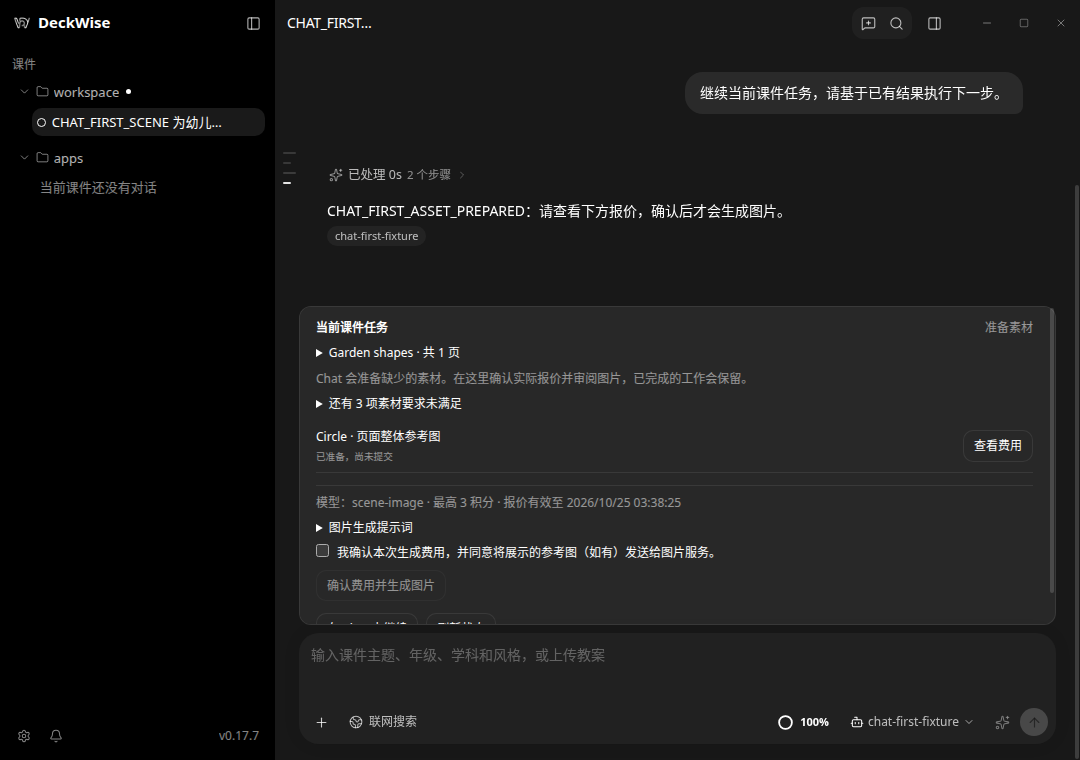 DeckWise
课件
workspace
CHAT_FIRST_SCENE 为幼儿...
apps
当前课件还没有对话
v0.17.7
CHAT_FIRST...
继续当前课件任务，请基于已有结果执行下一步。
已处理 0s 2 个步骤
CHAT_FIRST_ASSET_PREPARED：请查看下方报价，确认后才会生成图片。
chat-first-fixture
当前课件任务 准备素材
Garden shapes · 共 1 页
Chat 会准备缺少的素材。在这里确认实际报价并审阅图片，已完成的工作会保留。
还有 3 项素材要求未满足
Circle · 页面整体参考图
已准备，尚未提交
查看费用
模型：scene-image · 最高 3 积分 · 报价有效至 2026/10/25 03:38:25
图片生成提示词
我确认本次生成费用，并同意将展示的参考图（如有）发送给图片服务。
确认费用并生成图片
输入课件主题、年级、学科和风格，或上传教案
联网搜索
100%
chat-first-fixture